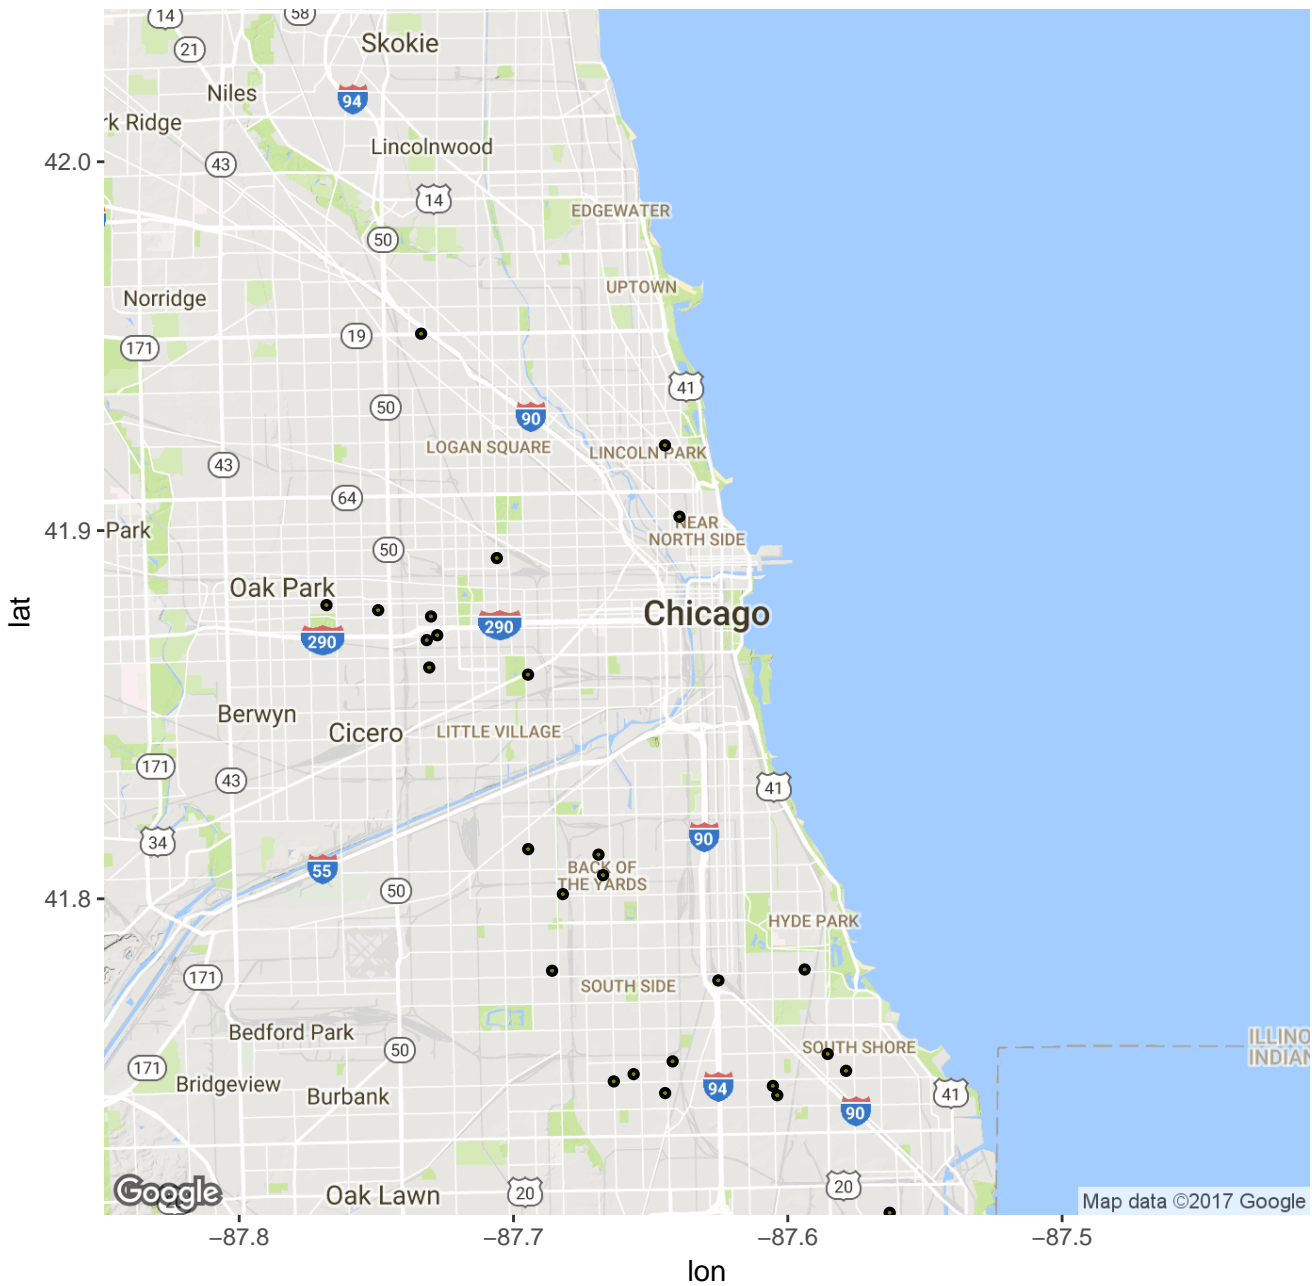 14
58
21
Skokie
94
Niles
rk Ridge
Lincolnwood
42.0
43
14
EDGEWATER
50
UPTOWN
Norridge
19
171
41
50
90
LOGAN SQUARE
LINCOLN PARK
43
64
41.9
Park
NEAR
NORTH SIDE
50
Oak Park
Chicago
lat
290
290
Berwyn
Cicero
LITTLE VILLAGE
171
43
41
34
90
55
BACK OF
THE YARDS
50
41.8
HYDE PARK
171
SOUTH SIDE
Bedford Park
SOUTH SHORE
ILLINO
INDIAN
50
171
Bridgeview
Burbank
94
41
90
Google
Oak Lawn
20
20
Map data ©2017 Google
−87.8
−87.7
−87.6
−87.5
lon